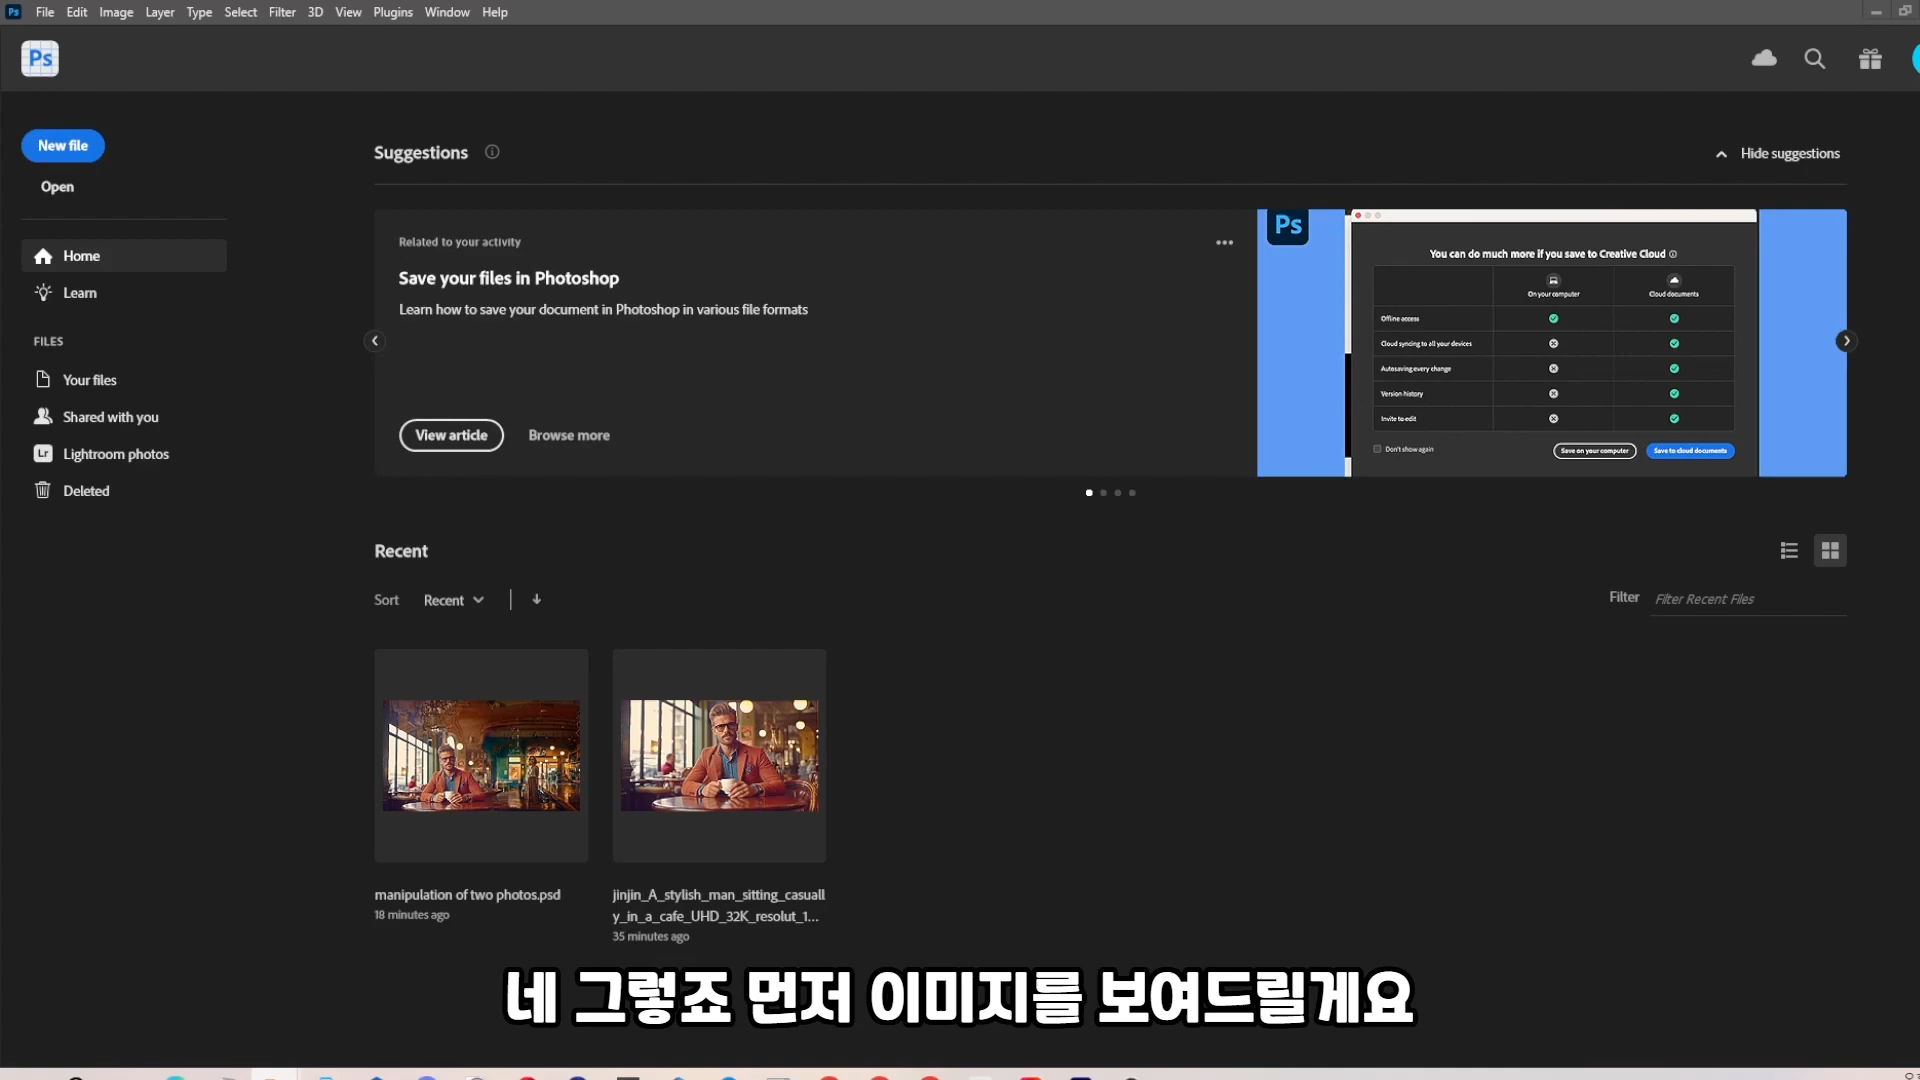 Ps File Edit Image Layer Type Select Filter 3D View Plugins Window Help
Ps
New file
Open
Home
Learn
FILES
Your files
Shared with you
Lr Lightroom photos
Deleted
Suggestions
Hide suggestions
Related to your activity
Save your files in Photoshop
Learn how to save your document in Photoshop in various file formats
View article Browse more
Ps
You can do much more if you save to Creative Cloud
On your computer Cloud documents
Offline access
Cloud syncing to all your devices
Autosaving every change
Version history
Invite to edit
Don't show again Save on your computer Save to cloud documents
Recent
Sort Recent
Filter Filter Recent Files
manipulation of two photos.psd
18 minutes ago
jinjin_A_stylish_man_sitting_casuall
y_in_a_cafe_UHD_32K_resolut_1...
35 minutes ago
네 그렇죠 먼저 이미지를 보여드릴게요